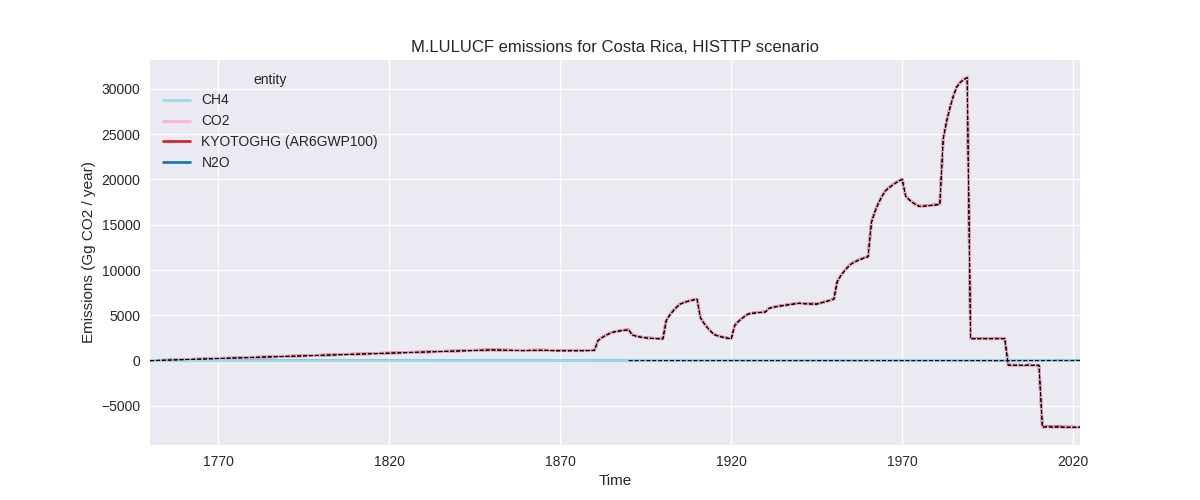 M.LULUCF emissions for Costa Rica, HISTTP scenario
entity
CH4
CO2
KYOTOGHG (AR6GWP100)
N2O
Emissions (Gg CO2 / year)
30000
25000
20000
15000
10000
5000
0
−5000
1770
1820
1870
1920
1970
2020
Time